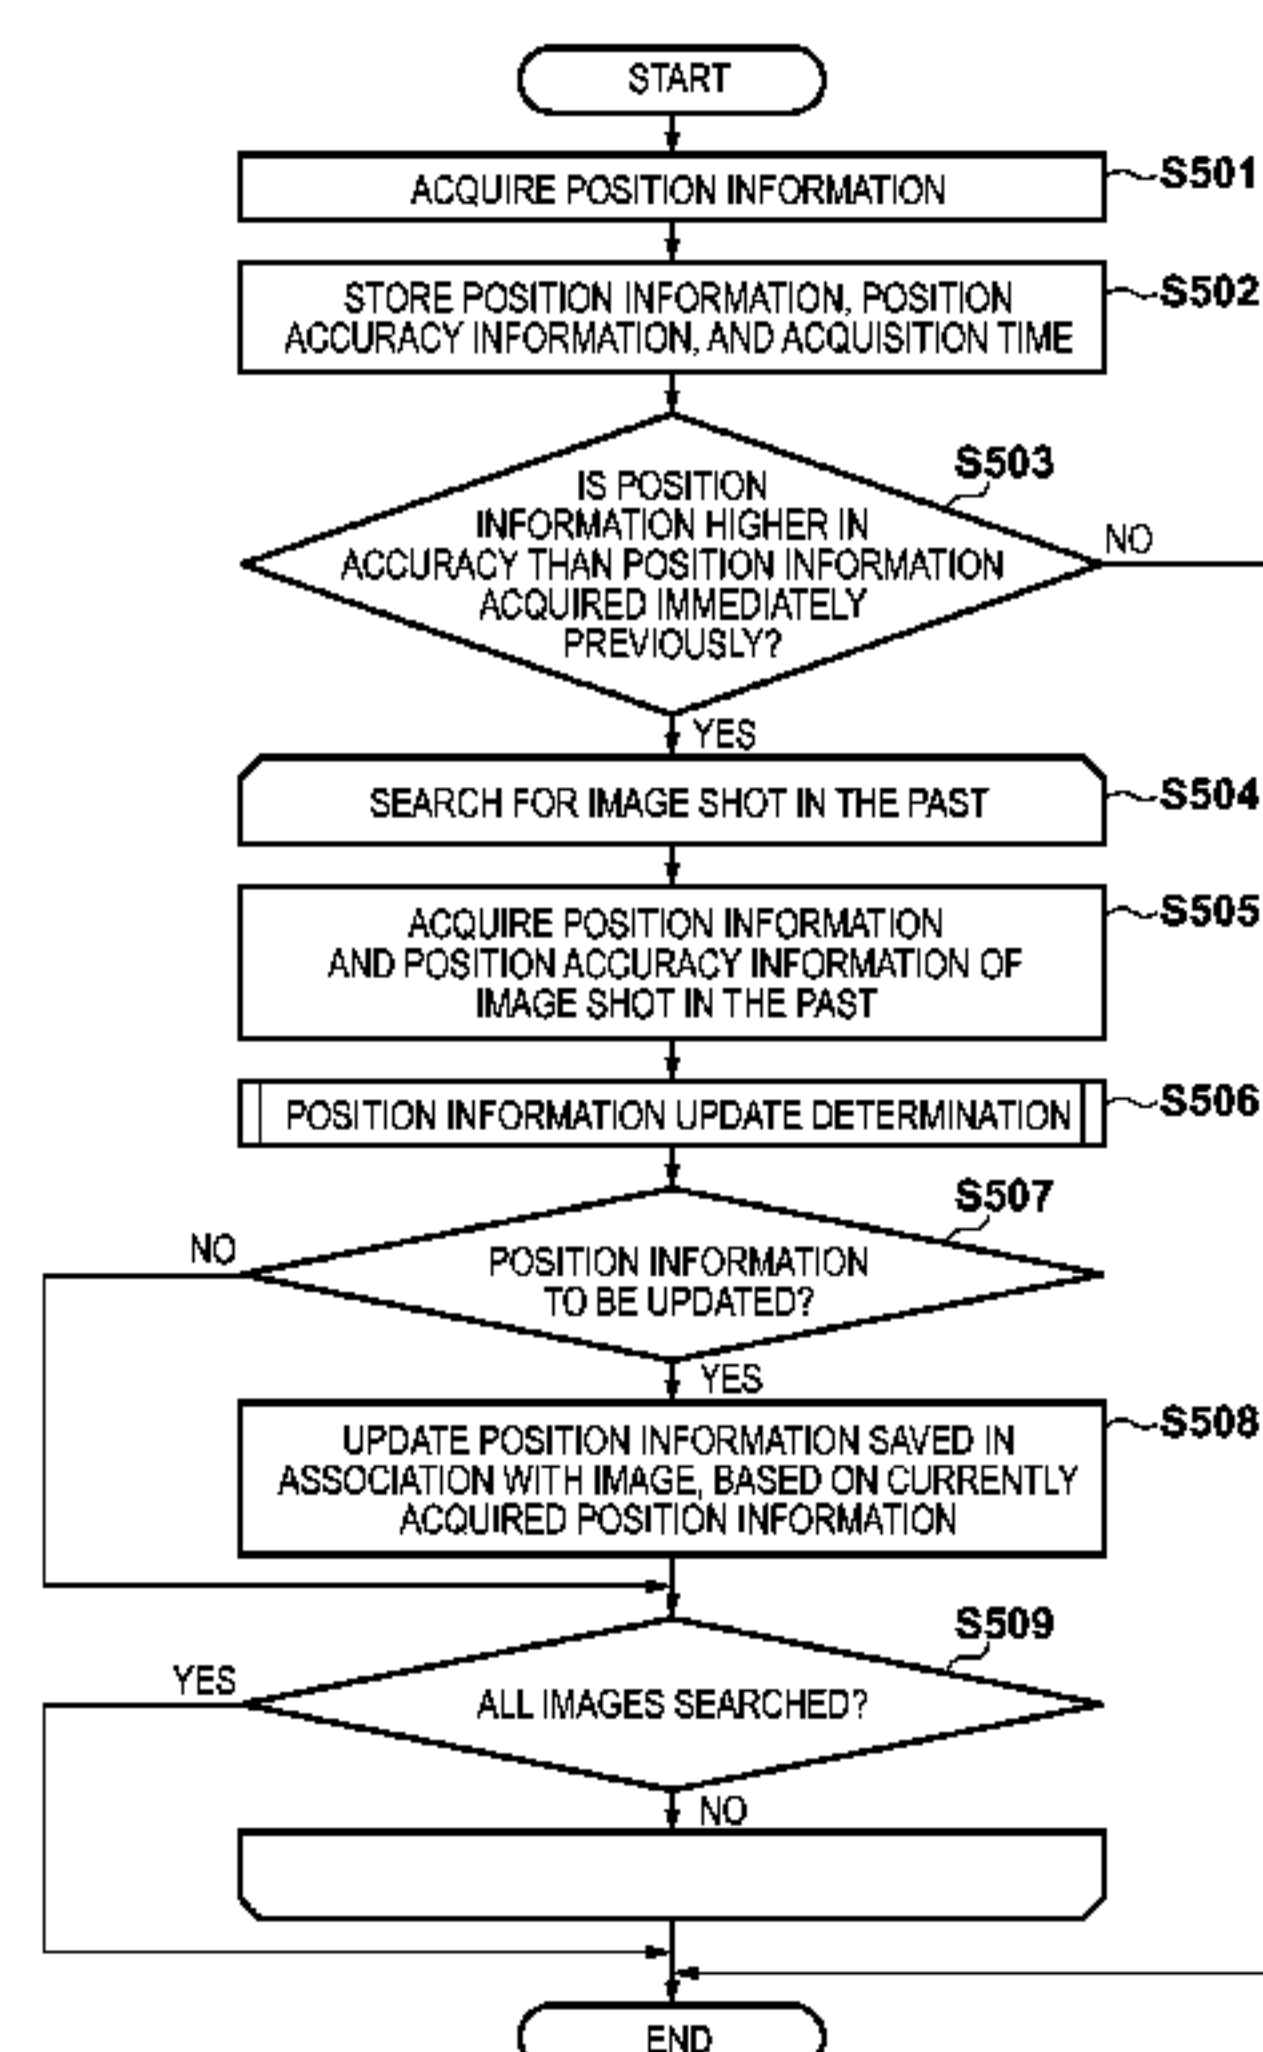 START
ACQUIRE POSITION INFORMATION
S501
STORE POSITION INFORMATION, POSITION
ACCURACY INFORMATION, AND ACQUISITION TIME
S502
S503
IS POSITION
INFORMATION HIGHER IN
ACCURACY THAN POSITION INFORMATION
ACQUIRED IMMEDIATELY
PREVIOUSLY?
NO
YES
SEARCH FOR IMAGE SHOT IN THE PAST
S504
ACQUIRE POSITION INFORMATION
AND POSITION ACCURACY INFORMATION OF
IMAGE SHOT IN THE PAST
S505
POSITION INFORMATION UPDATE DETERMINATION
S506
S507
NO
POSITION INFORMATION
TO BE UPDATED?
YES
UPDATE POSITION INFORMATION SAVED IN
ASSOCIATION WITH IMAGE, BASED ON CURRENTLY
ACQUIRED POSITION INFORMATION
S508
S509
YES
ALL IMAGES SEARCHED?
NO
END